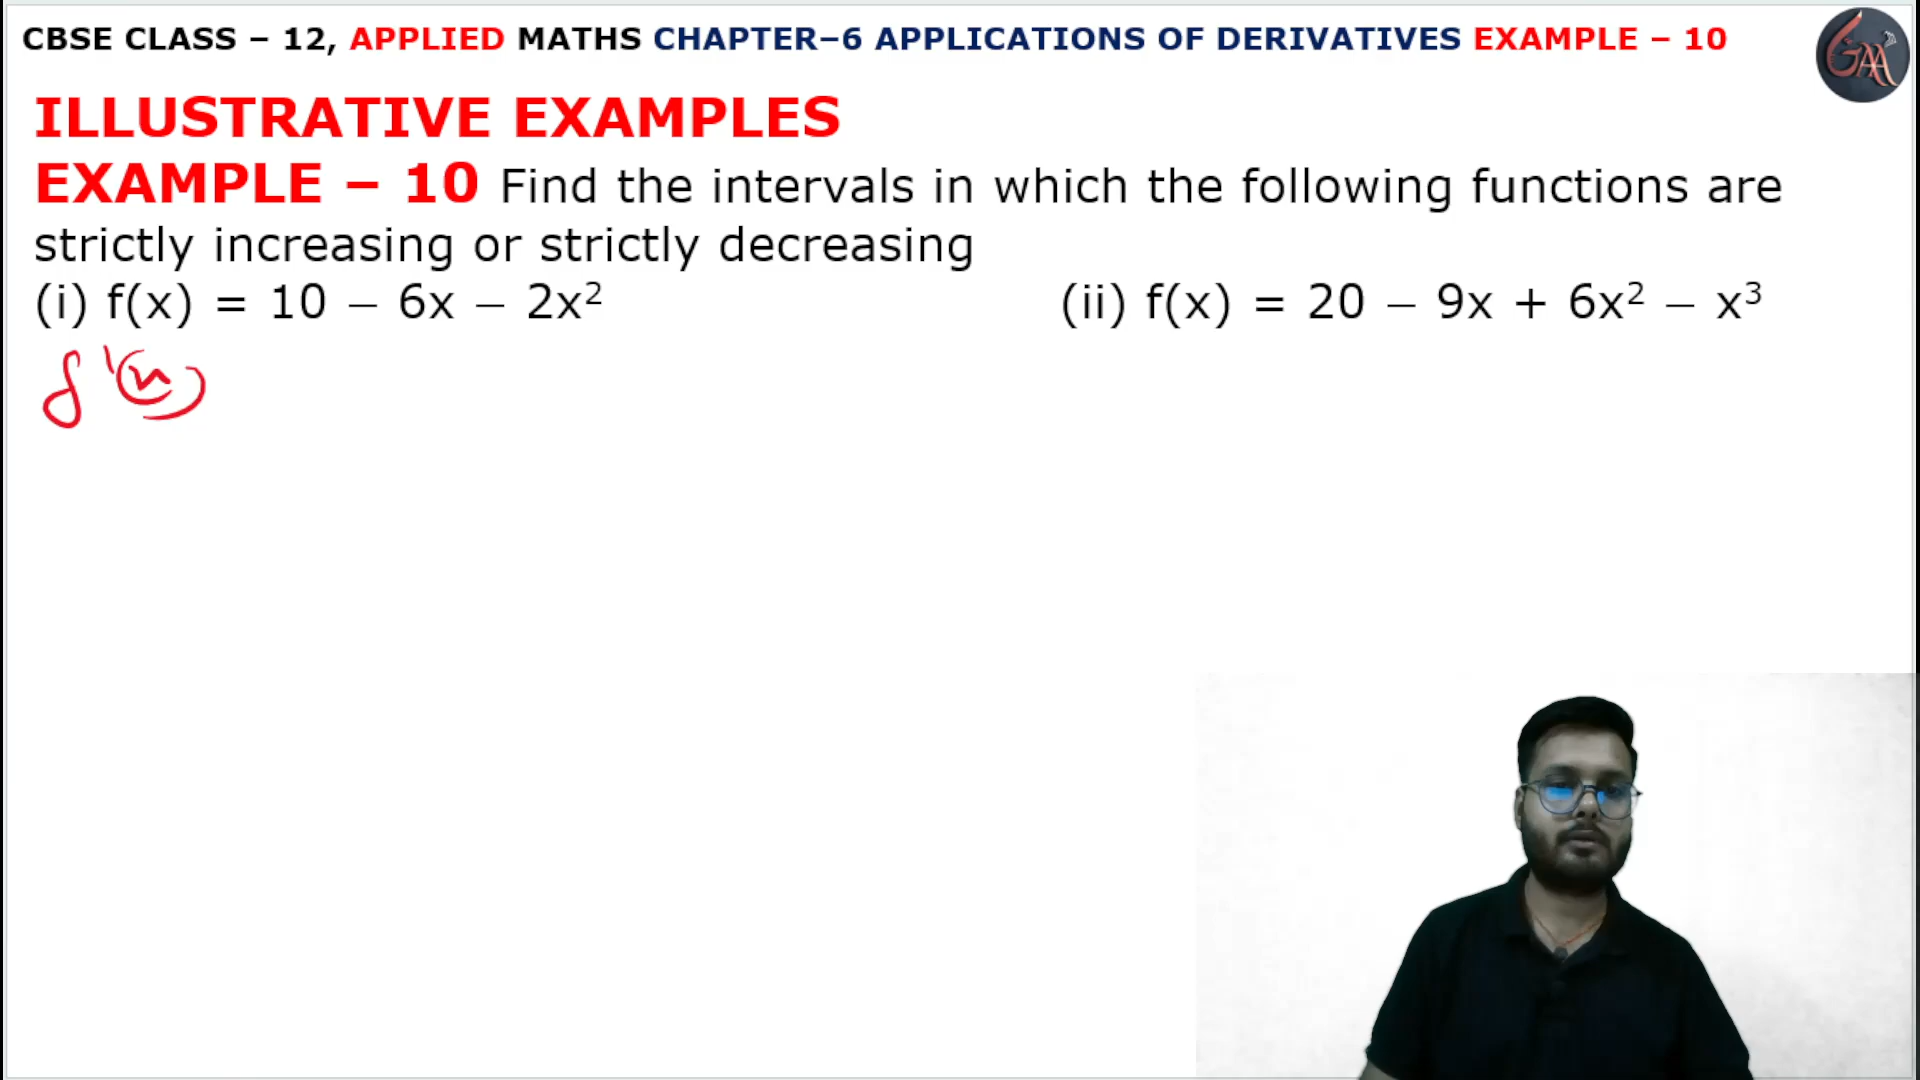 CBSE CLASS – 12, APPLIED MATHS CHAPTER–6 APPLICATIONS OF DERIVATIVES EXAMPLE – 10
ILLUSTRATIVE EXAMPLES
EXAMPLE – 10 Find the intervals in which the following functions are
strictly increasing or strictly decreasing
(i) f(x) = 10 – 6x – 2x² (ii) f(x) = 20 – 9x + 6x² – x³
f'(x)